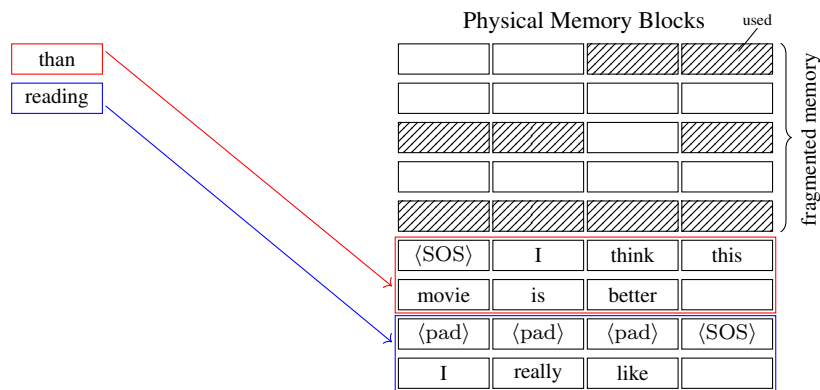 Physical Memory Blocks
used
than
reading
fragmented memory
⟨SOS⟩ I think this
movie is better
⟨pad⟩ ⟨pad⟩ ⟨pad⟩ ⟨SOS⟩
I really like